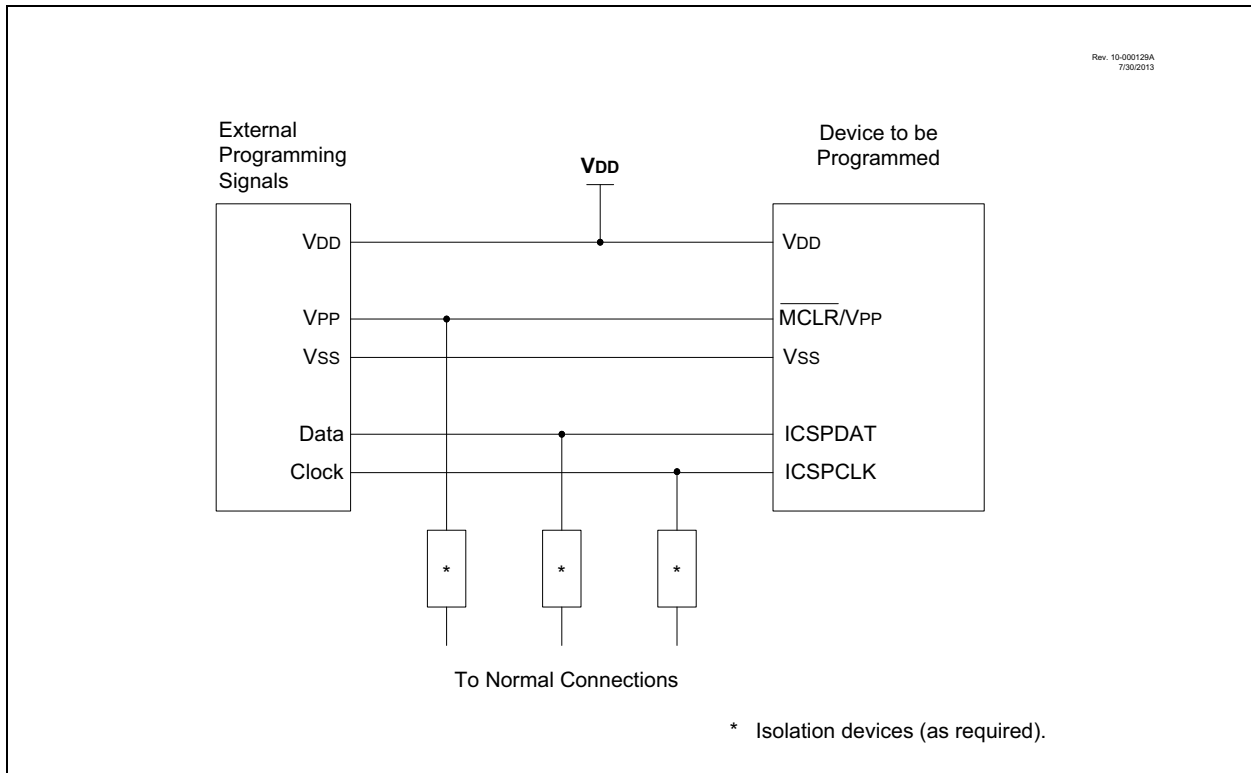 Rev. 10-000129A
7/30/2013
External
Programming
Signals
Device to be
Programmed
VDD
VDD
VDD
VPP
MCLR/VPP
VSS
VSS
Data
ICSPDAT
Clock
ICSPCLK
*
*
*
To Normal Connections
* Isolation devices (as required).